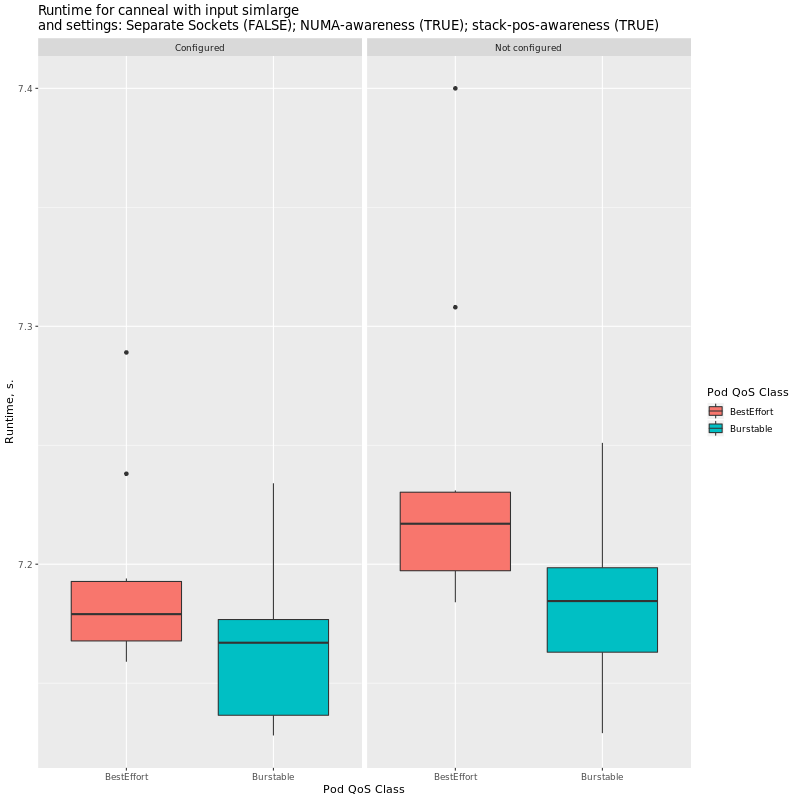 Runtime for canneal with input simlarge
and settings: Separate Sockets (FALSE); NUMA-awareness (TRUE); stack-pos-awareness (TRUE)
Configured
Not configured
7.4
7.3
7.2
Runtime, s.
BestEffort
Burstable
BestEffort
Burstable
Pod QoS Class
Pod QoS Class
BestEffort
Burstable